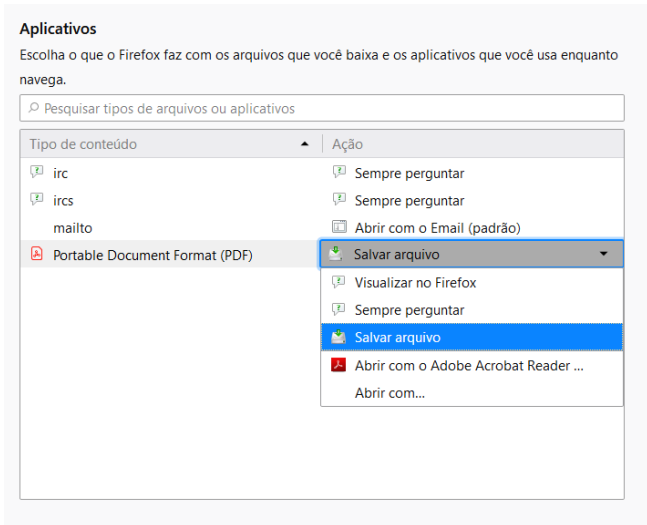 Aplicativos
Escolha o que o Firefox faz com os arquivos que você baixa e os aplicativos que você usa enquanto
navega.
Pesquisar tipos de arquivos ou aplicativos
Tipo de conteúdo Ação
irc Sempre perguntar
ircs Sempre perguntar
mailto Abrir com o Email (padrão)
Portable Document Format (PDF) Salvar arquivo
Visualizar no Firefox
Sempre perguntar
Salvar arquivo
Abrir com o Adobe Acrobat Reader ...
Abrir com...